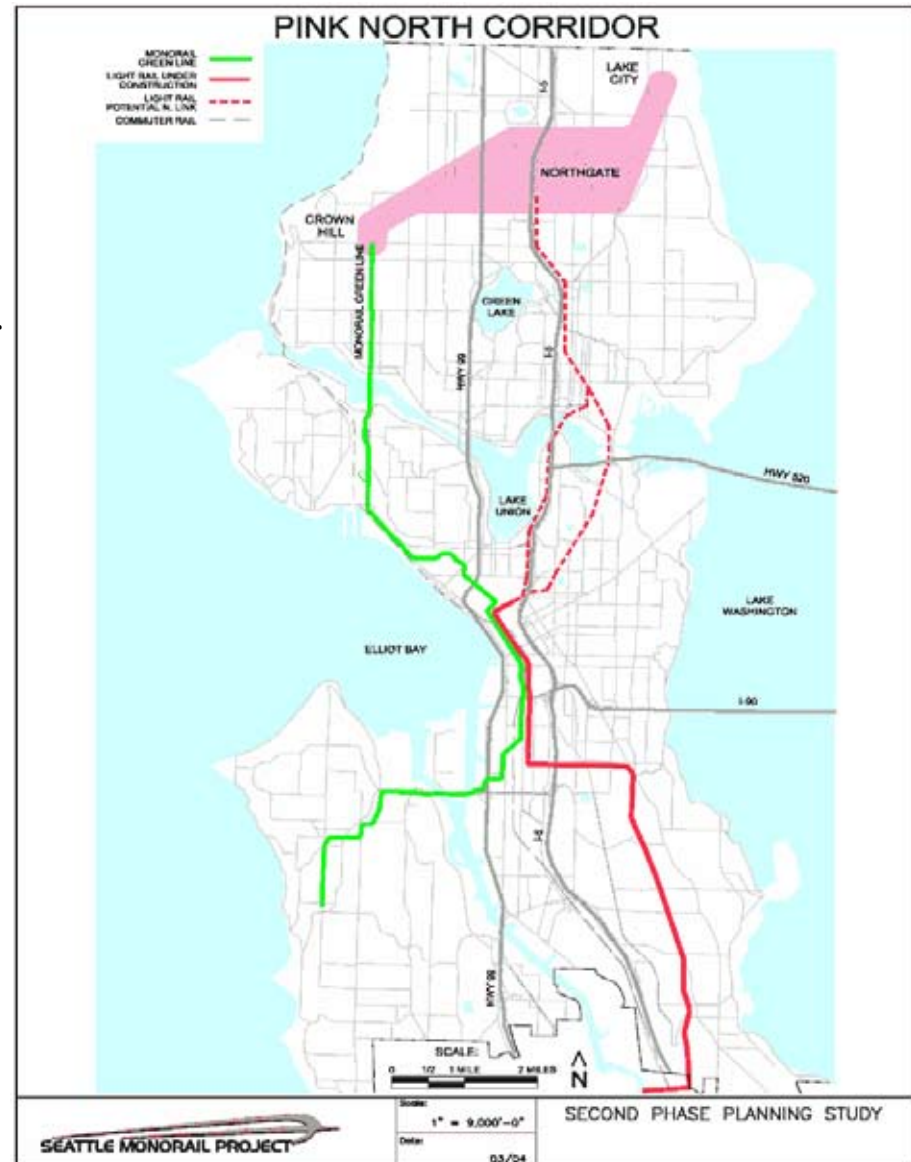 PINK NORTH CORRIDOR
MONORAIL
GREEN LINE
LIGHT RAIL UNDER
CONSTRUCTION
LIGHT RAIL
POTENTIAL N. LINK
COMMUTER RAIL
LAKE
CITY
I-5
NORTHGATE
CROWN
HILL
MONORAIL GREEN LINE
GREEN
LAKE
HWY 99
I-5
HWY 520
LAKE
UNION
LAKE
WASHINGTON
ELLIOT BAY
I-90
I-5
HWY 99
SCALE:
0 1/2 1 MILE 2 MILES
N
SEATTLE MONORAIL PROJECT
Scale:
1" = 9,000'-0"
Date:
03/04
SECOND PHASE PLANNING STUDY